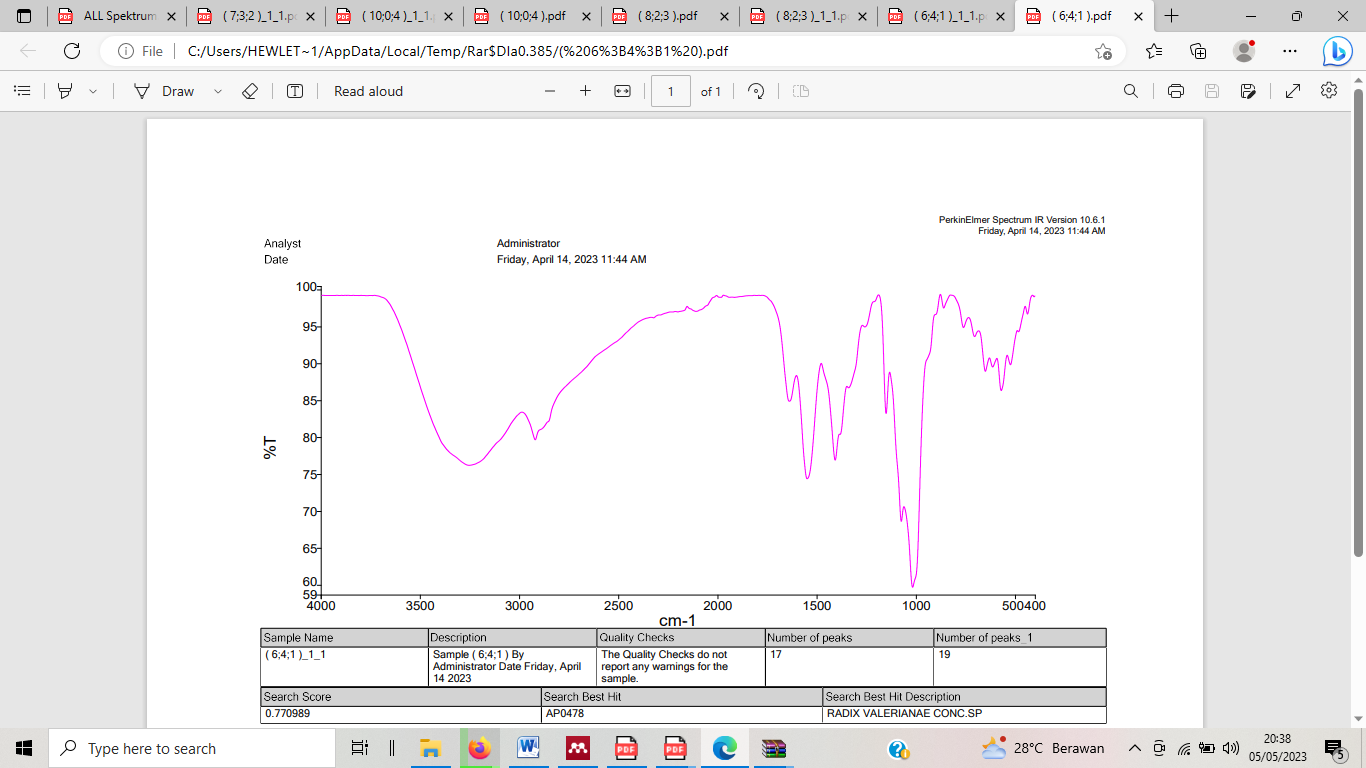 ALL Spektrum
( 7;3;2 )_1_1.p
( 10;0;4 )_1_1.
( 10;0;4 ).pdf
( 8;2;3 ).pdf
( 8;2;3 )_1_1.p
( 6;4;1 )_1_1.p
( 6;4;1 ).pdf
File
C:/Users/HEWLET~1/AppData/Local/Temp/Rar$DIa0.385/(%206%3B4%3B1%20).pdf
Draw
Read aloud
1
of 1
PerkinElmer Spectrum IR Version 10.6.1
Friday, April 14, 2023 11:44 AM
Analyst Administrator
Date Friday, April 14, 2023 11:44 AM
100
95
90
85
80
75
70
65
60
59
%T
4000 3500 3000 2500 2000 1500 1000 500400
cm-1
Sample Name Description Quality Checks Number of peaks Number of peaks_1
( 6;4;1 )_1_1
Sample ( 6;4;1 ) By
Administrator Date Friday, April
14 2023
The Quality Checks do not
report any warnings for the
sample.
17
19
Search Score Search Best Hit Search Best Hit Description
0.770989 AP0478 RADIX VALERIANAE CONC.SP
Type here to search
28°C Berawan
20:38
05/05/2023
5